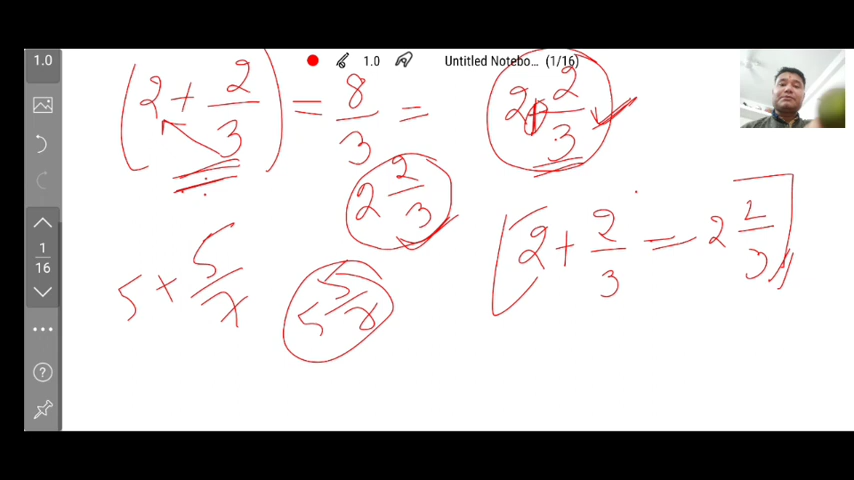 1.0
1.0 Untitled Notebo... (1/16)
(2 + 2/3) = 8/3 = 2+2/3
2 2/3
2 + 2/3 = 2 2/3
5 + 5/7
5 5/7
1
16